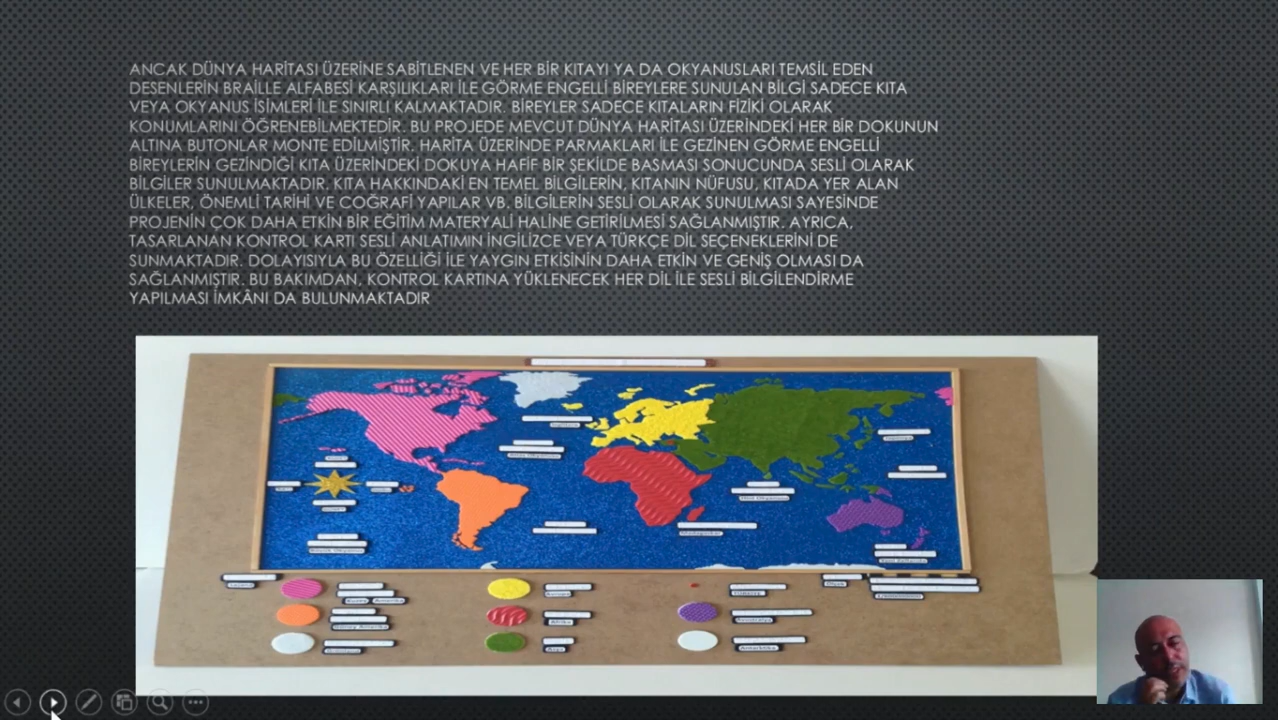 ANCAK DÜNYA HARİTASI ÜZERİNE SABİTLENEN VE HER BİR KITAYI YA DA OKYANUSLARI TEMSİL EDEN
DESENLERİN BRAİLLE ALFABESİ KARŞILIKLARI İLE GÖRME ENGELLİ BİREYLERE SUNULAN BİLGİ SADECE KITA
VEYA OKYANUS İSİMLERİ İLE SINIRLI KALMAKTADIR. BİREYLER SADECE KITALARIN FİZİKİ OLARAK
KONUMLARINI ÖĞRENEBİLMEKTEDİR. BU PROJEDE MEVCUT DÜNYA HARİTASI ÜZERİNDEKİ HER BİR DOKUNUN
ALTINA BUTONLAR MONTE EDİLMİŞTİR. HARİTA ÜZERİNDE PARMAKLARI İLE GEZİNEN GÖRME ENGELLİ
BİREYLERİN GEZİNDİĞİ KITA ÜZERİNDEKİ DOKUYA HAFİF BİR ŞEKİLDE BASMASI SONUCUNDA SESLİ OLARAK
BİLGİLER SUNULMAKTADIR. KITA HAKKINDAKİ EN TEMEL BİLGİLERİN, KITANIN NÜFUSU, KITADA YER ALAN
ÜLKELER, ÖNEMLİ TARİHİ VE COĞRAFİ YAPILAR VB. BİLGİLERİN SESLİ OLARAK SUNULMASI SAYESİNDE
PROJENİN ÇOK DAHA ETKİN BİR EĞİTİM MATERYALİ HALİNE GETİRİLMESİ SAĞLANMIŞTIR. AYRICA,
TASARLANAN KONTROL KARTI SESLİ ANLATIMIN İNGİLİZCE VEYA TÜRKÇE DİL SEÇENEKLERİNİ DE
SUNMAKTADIR. DOLAYISIYLA BU ÖZELLİĞİ İLE YAYGIN ETKİSİNİN DAHA ETKİN VE GENİŞ OLMASI DA
SAĞLANMIŞTIR. BU BAKIMDAN, KONTROL KARTINA YÜKLENECEK HER DİL İLE SESLİ BİLGİLENDİRME
YAPILMASI İMKÂNI DA BULUNMAKTADIR